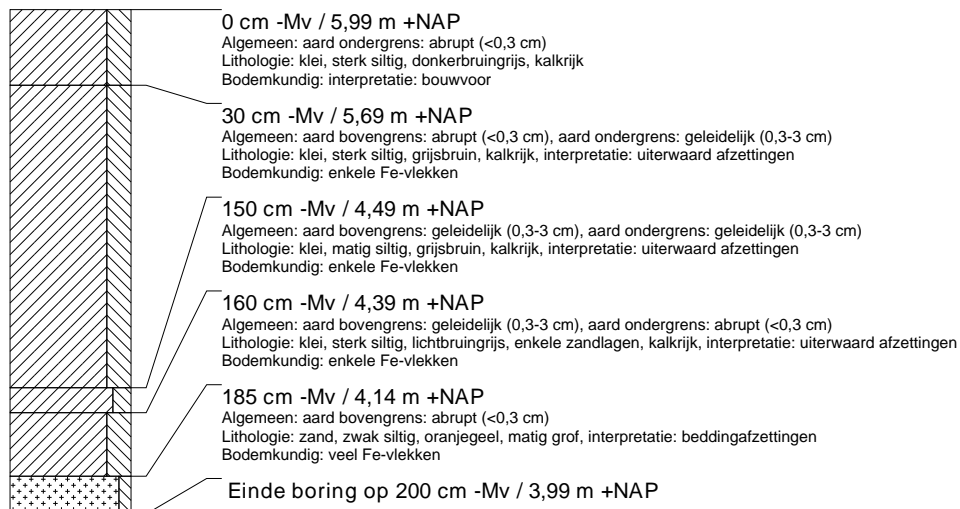 0 cm -Mv / 5,99 m +NAP
Algemeen: aard ondergrens: abrupt (<0,3 cm)
Lithologie: klei, sterk siltig, donkerbruingrijs, kalkrijk
Bodemkundig: interpretatie: bouwvoor
30 cm -Mv / 5,69 m +NAP
Algemeen: aard bovengrens: abrupt (<0,3 cm), aard ondergrens: geleidelijk (0,3-3 cm)
Lithologie: klei, sterk siltig, grijsbruin, kalkrijk, interpretatie: uiterwaard afzettingen
Bodemkundig: enkele Fe-vlekken
150 cm -Mv / 4,49 m +NAP
Algemeen: aard bovengrens: geleidelijk (0,3-3 cm), aard ondergrens: geleidelijk (0,3-3 cm)
Lithologie: klei, matig siltig, grijsbruin, kalkrijk, interpretatie: uiterwaard afzettingen
Bodemkundig: enkele Fe-vlekken
160 cm -Mv / 4,39 m +NAP
Algemeen: aard bovengrens: geleidelijk (0,3-3 cm), aard ondergrens: abrupt (<0,3 cm)
Lithologie: klei, sterk siltig, lichtbruingrijs, enkele zandlagen, kalkrijk, interpretatie: uiterwaard afzettingen
Bodemkundig: enkele Fe-vlekken
185 cm -Mv / 4,14 m +NAP
Algemeen: aard bovengrens: abrupt (<0,3 cm)
Lithologie: zand, zwak siltig, oranjegeel, matig grof, interpretatie: beddingafzettingen
Bodemkundig: veel Fe-vlekken
Einde boring op 200 cm -Mv / 3,99 m +NAP